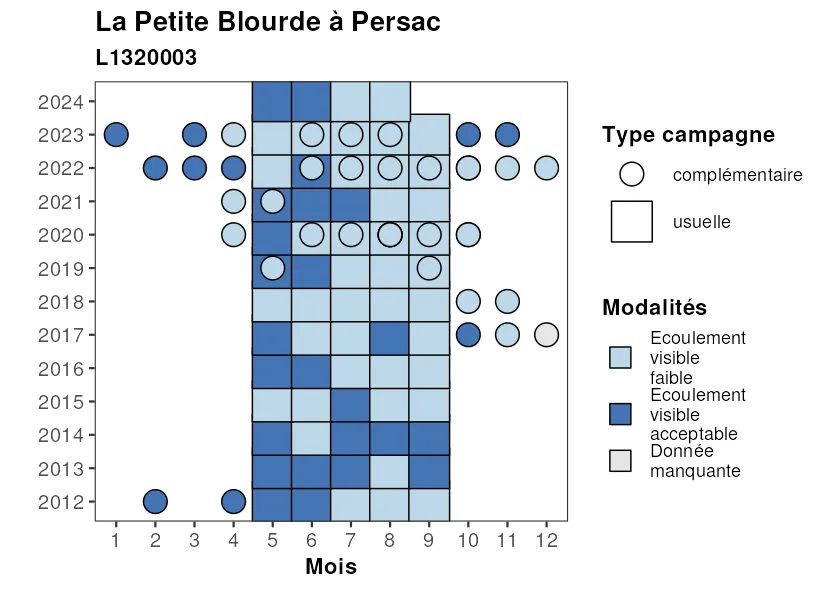 La Petite Blourde à Persac
L1320003
2024
2023
2022
2021
2020
2019
2018
2017
2016
2015
2014
2013
2012
1 2 3 4 5 6 7 8 9 10 11 12
Mois
Type campagne
complémentaire
usuelle
Modalités
Ecoulement
visible
faible
Ecoulement
visible
acceptable
Donnée
manquante